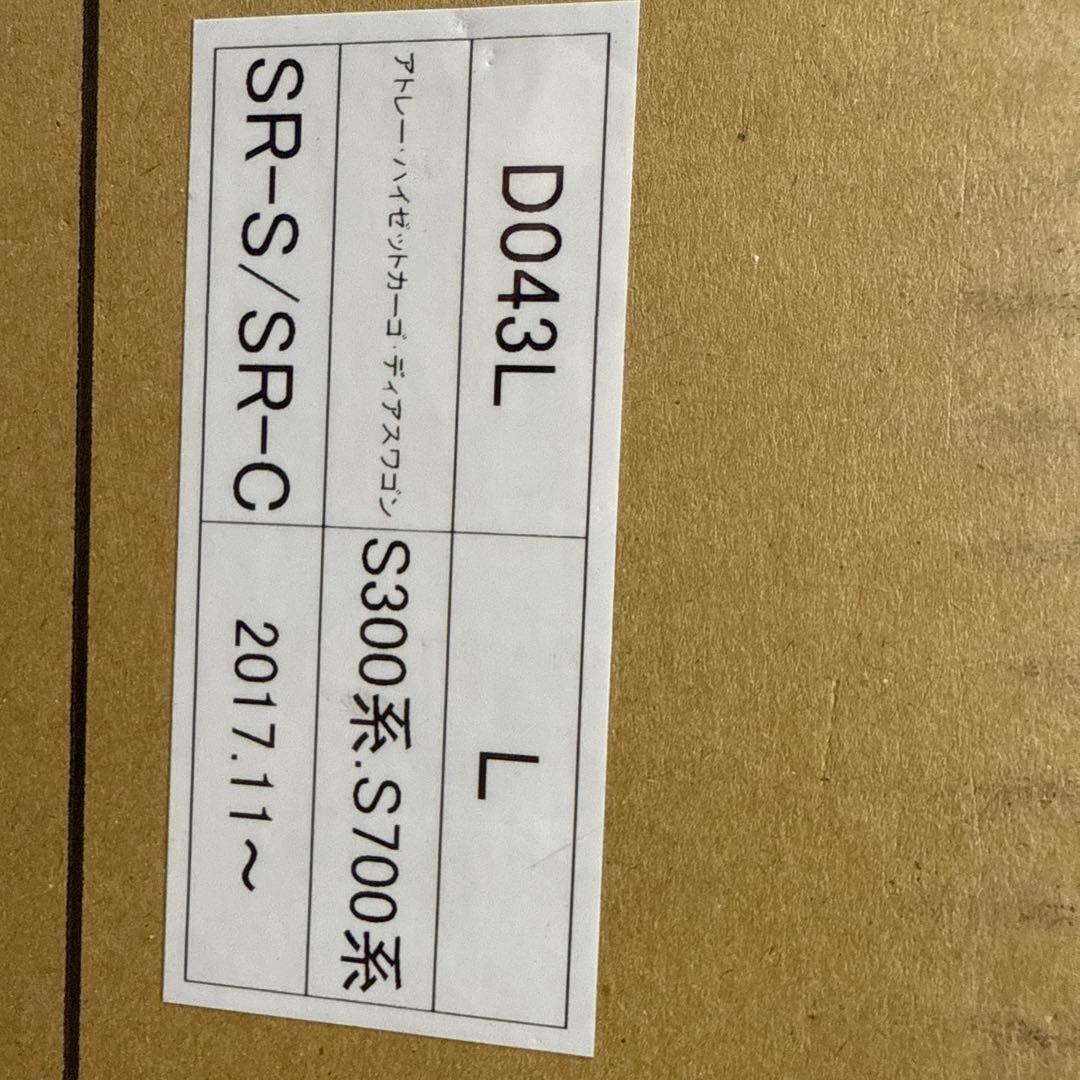 D043L
L
アトレー・ハイゼットカーゴ・ディアスワゴン
S300系.S700系
SR-S/SR-C
2017.11～